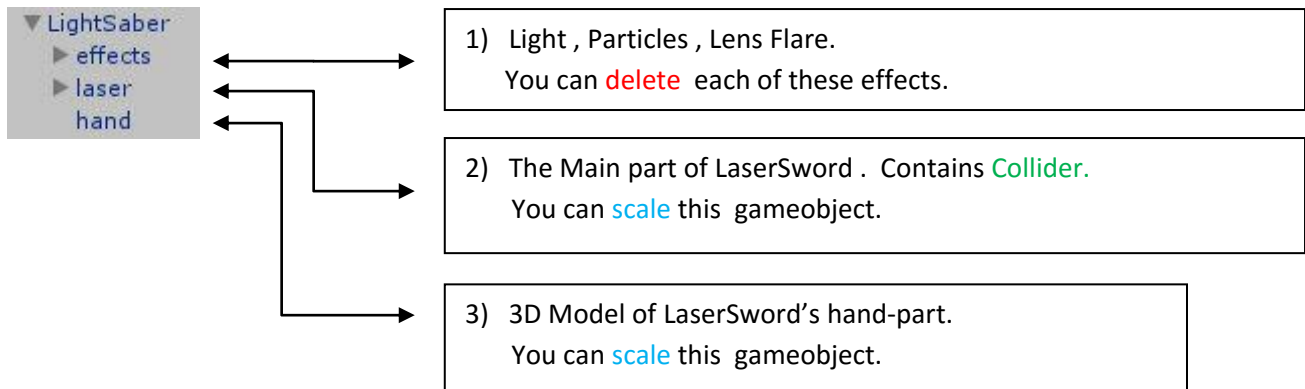 LightSaber
effects
laser
hand
1) Light , Particles , Lens Flare.
You can delete each of these effects.
2) The Main part of LaserSword . Contains Collider.
You can scale this gameobject.
3) 3D Model of LaserSword’s hand-part.
You can scale this gameobject.